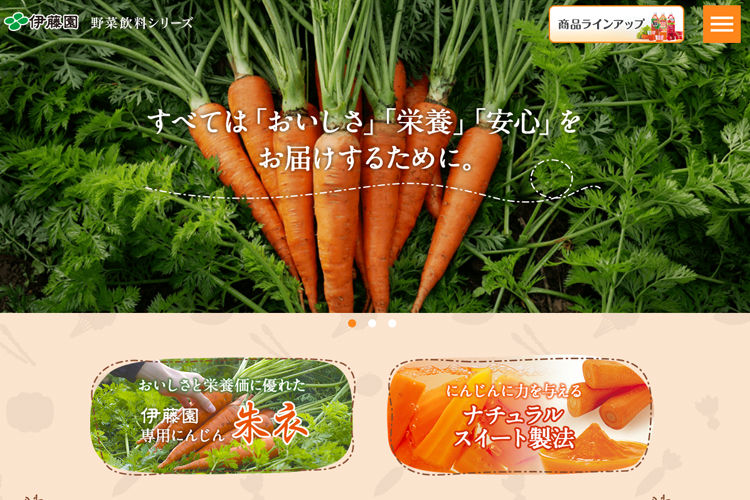 伊藤園 野菜飲料シリーズ
商品ラインアップ
すべては「おいしさ」「栄養」「安心」を
お届けするために。
おいしさと栄養価に優れた
伊藤園
専用にんじん 朱衣
にんじんに力を与える
ナチュラル
スイート製法